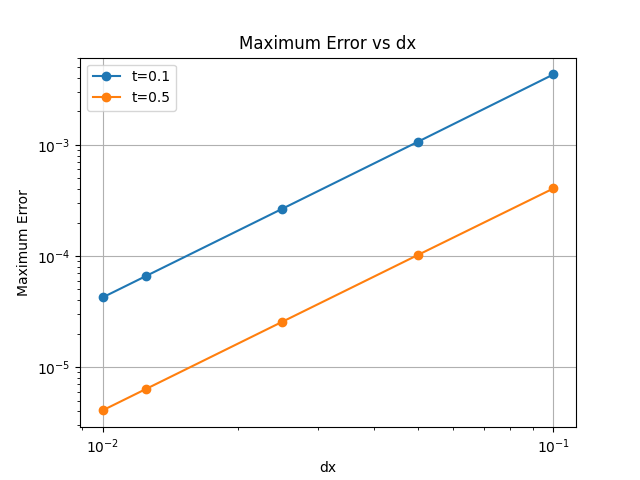 Maximum Error vs dx
t=0.1
t=0.5
Maximum Error
10⁻³
10⁻⁴
10⁻⁵
10⁻²
10⁻¹
dx